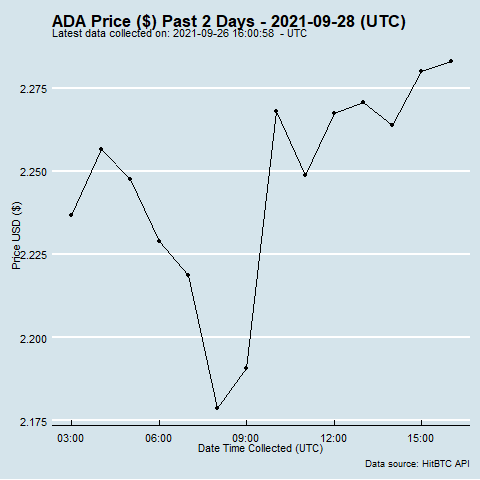 ADA Price ($) Past 2 Days - 2021-09-28 (UTC)
Latest data collected on: 2021-09-26 16:00:58 - UTC
2.275
2.250
2.225
2.200
2.175
Price USD ($)
03:00 06:00 09:00 12:00 15:00
Date Time Collected (UTC)
Data source: HitBTC API